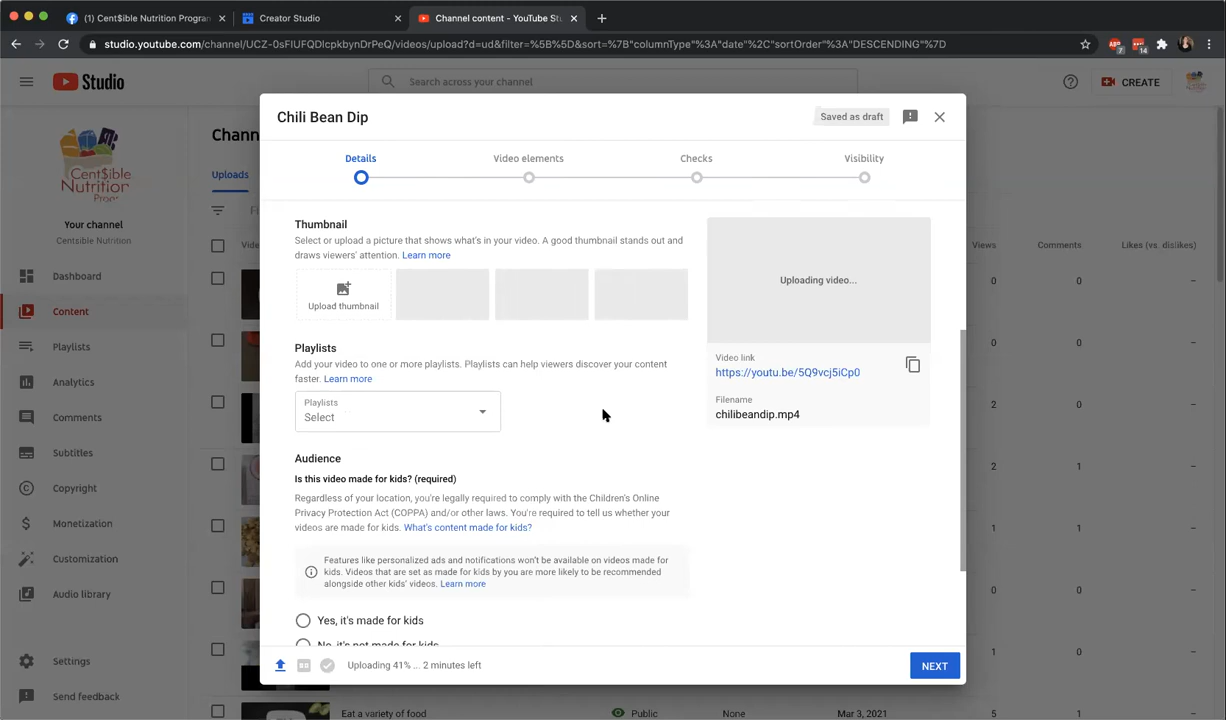 (1) Cent$ible Nutrition Program
Creator Studio
Channel content - YouTube Stu
studio.youtube.com/channel/UCZ-0sFIUFQDIcpkbynDrPeQ/videos/upload?d=ud&filter=%5B%5D&sort=%7B"columnType"%3A"date"%2C"sortOrder"%3A"DESCENDING"%7D
7
14
Studio
Search across your channel
CREATE
Cent$ible
Nutrition
Your channel
Centsible Nutrition
Dashboard
Content
Playlists
Analytics
Comments
Subtitles
Copyright
Monetization
Customization
Audio library
Settings
Send feedback
Chann
Uploads
Vide
Views
Comments
Likes (vs. dislikes)
0
0
–
0
0
–
2
0
–
2
1
–
1
1
–
0
0
–
1
0
–
Eat a variety of food
Public
None
Mar 3, 2021
5
1
–
Chili Bean Dip
Saved as draft
Details
Video elements
Checks
Visibility
Thumbnail
Select or upload a picture that shows what's in your video. A good thumbnail stands out and
draws viewers' attention. Learn more
Upload thumbnail
Playlists
Add your video to one or more playlists. Playlists can help viewers discover your content
faster. Learn more
Playlists
Select
Audience
Is this video made for kids? (required)
Regardless of your location, you're legally required to comply with the Children's Online
Privacy Protection Act (COPPA) and/or other laws. You're required to tell us whether your
videos are made for kids. What's content made for kids?
Features like personalized ads and notifications won't be available on videos made for
kids. Videos that are set as made for kids by you are more likely to be recommended
alongside other kids' videos. Learn more
Yes, it's made for kids
No, it's not made for kids
Uploading video...
Video link
https://youtu.be/5Q9vcj5iCp0
Filename
chilibeandip.mp4
Uploading 41% ... 2 minutes left
NEXT